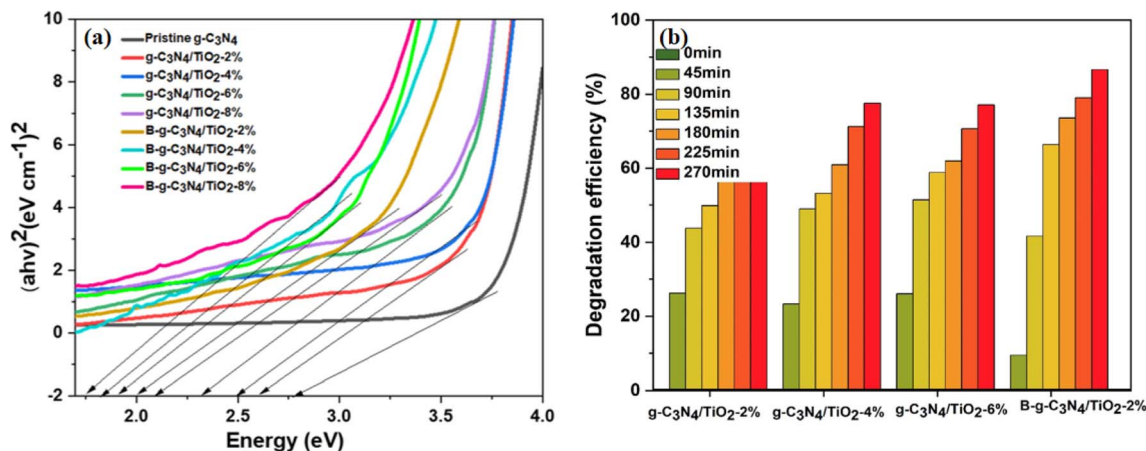 (a)
Pristine g-C₃N₄
g-C₃N₄/TiO₂-2%
g-C₃N₄/TiO₂-4%
g-C₃N₄/TiO₂-6%
g-C₃N₄/TiO₂-8%
B-g-C₃N₄/TiO₂-2%
B-g-C₃N₄/TiO₂-4%
B-g-C₃N₄/TiO₂-6%
B-g-C₃N₄/TiO₂-8%
(ahv)²(eV cm⁻¹)²
10
8
6
4
2
0
-2
2.0
2.5
3.0
3.5
4.0
Energy (eV)
(b)
0min
45min
90min
135min
180min
225min
270min
Degradation efficiency (%)
100
80
60
40
20
0
g-C₃N₄/TiO₂-2%
g-C₃N₄/TiO₂-4%
g-C₃N₄/TiO₂-6%
B-g-C₃N₄/TiO₂-2%